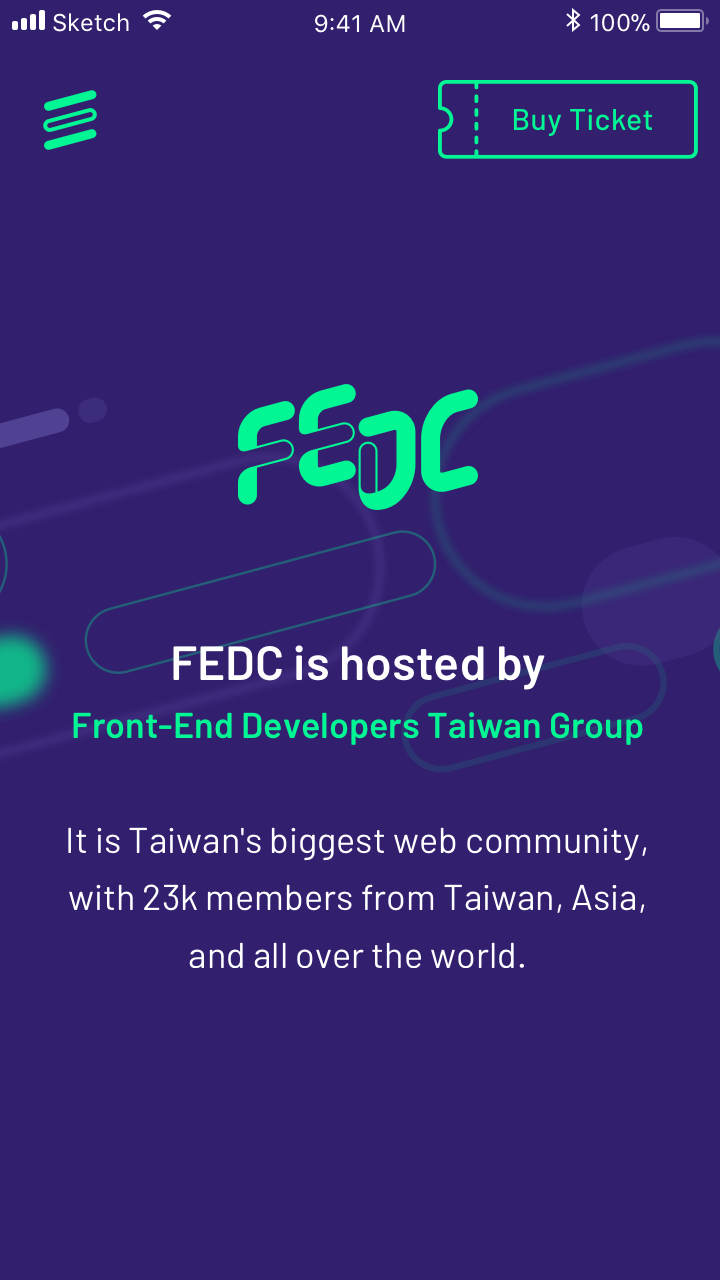 Sketch 9:41 AM 100%
Buy Ticket
FEDC
FEDC is hosted by
Front-End Developers Taiwan Group
It is Taiwan's biggest web community,
with 23k members from Taiwan, Asia,
and all over the world.